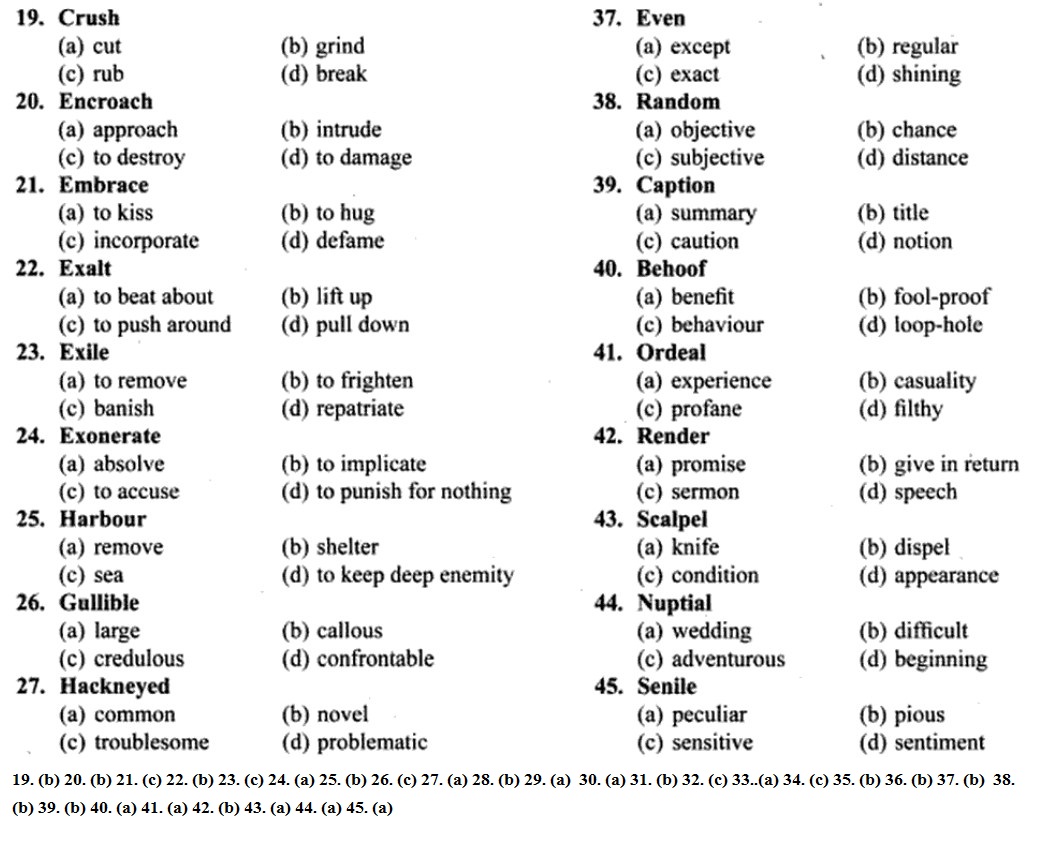 19. Crush
(a) cut (b) grind
(c) rub (d) break
20. Encroach
(a) approach (b) intrude
(c) to destroy (d) to damage
21. Embrace
(a) to kiss (b) to hug
(c) incorporate (d) defame
22. Exalt
(a) to beat about (b) lift up
(c) to push around (d) pull down
23. Exile
(a) to remove (b) to frighten
(c) banish (d) repatriate
24. Exonerate
(a) absolve (b) to implicate
(c) to accuse (d) to punish for nothing
25. Harbour
(a) remove (b) shelter
(c) sea (d) to keep deep enemity
26. Gullible
(a) large (b) callous
(c) credulous (d) confrontable
27. Hackneyed
(a) common (b) novel
(c) troublesome (d) problematic
37. Even
(a) except (b) regular
(c) exact (d) shining
38. Random
(a) objective (b) chance
(c) subjective (d) distance
39. Caption
(a) summary (b) title
(c) caution (d) notion
40. Behoof
(a) benefit (b) fool-proof
(c) behaviour (d) loop-hole
41. Ordeal
(a) experience (b) casuality
(c) profane (d) filthy
42. Render
(a) promise (b) give in return
(c) sermon (d) speech
43. Scalpel
(a) knife (b) dispel
(c) condition (d) appearance
44. Nuptial
(a) wedding (b) difficult
(c) adventurous (d) beginning
45. Senile
(a) peculiar (b) pious
(c) sensitive (d) sentiment
19. (b) 20. (b) 21. (c) 22. (b) 23. (c) 24. (a) 25. (b) 26. (c) 27. (a) 28. (b) 29. (a) 30. (a) 31. (b) 32. (c) 33..(a) 34. (c) 35. (b) 36. (b) 37. (b) 38.
(b) 39. (b) 40. (a) 41. (a) 42. (b) 43. (a) 44. (a) 45. (a)